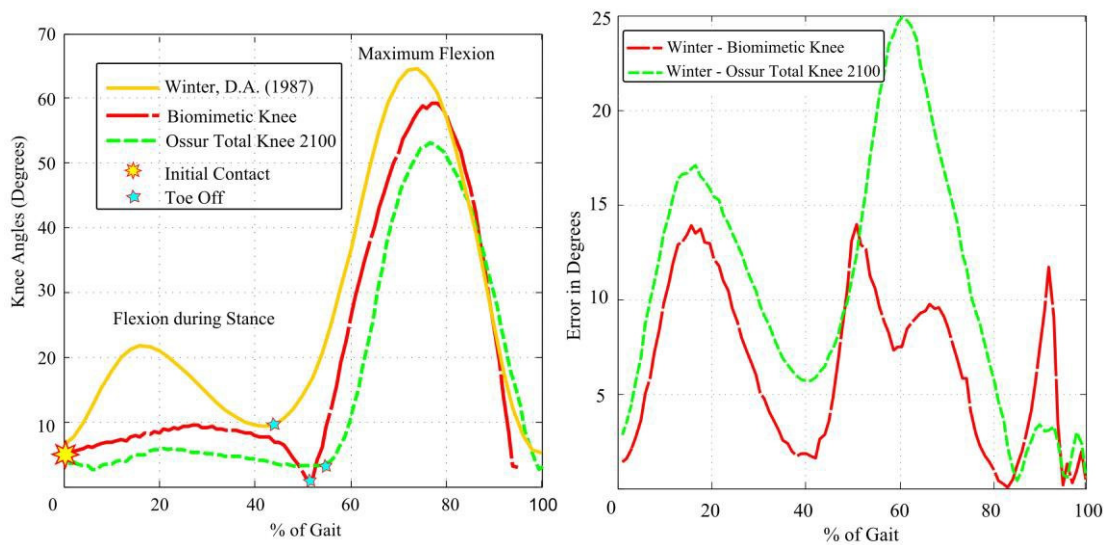 70
60
50
40
30
20
10
Knee Angles (Degrees)
Maximum Flexion
Winter, D.A. (1987)
Biomimetic Knee
Ossur Total Knee 2100
Initial Contact
Toe Off
Flexion during Stance
0 20 40 60 80 100
% of Gait
25
20
15
10
5
Error in Degrees
Winter - Biomimetic Knee
Winter - Ossur Total Knee 2100
0 20 40 60 80 100
% of Gait